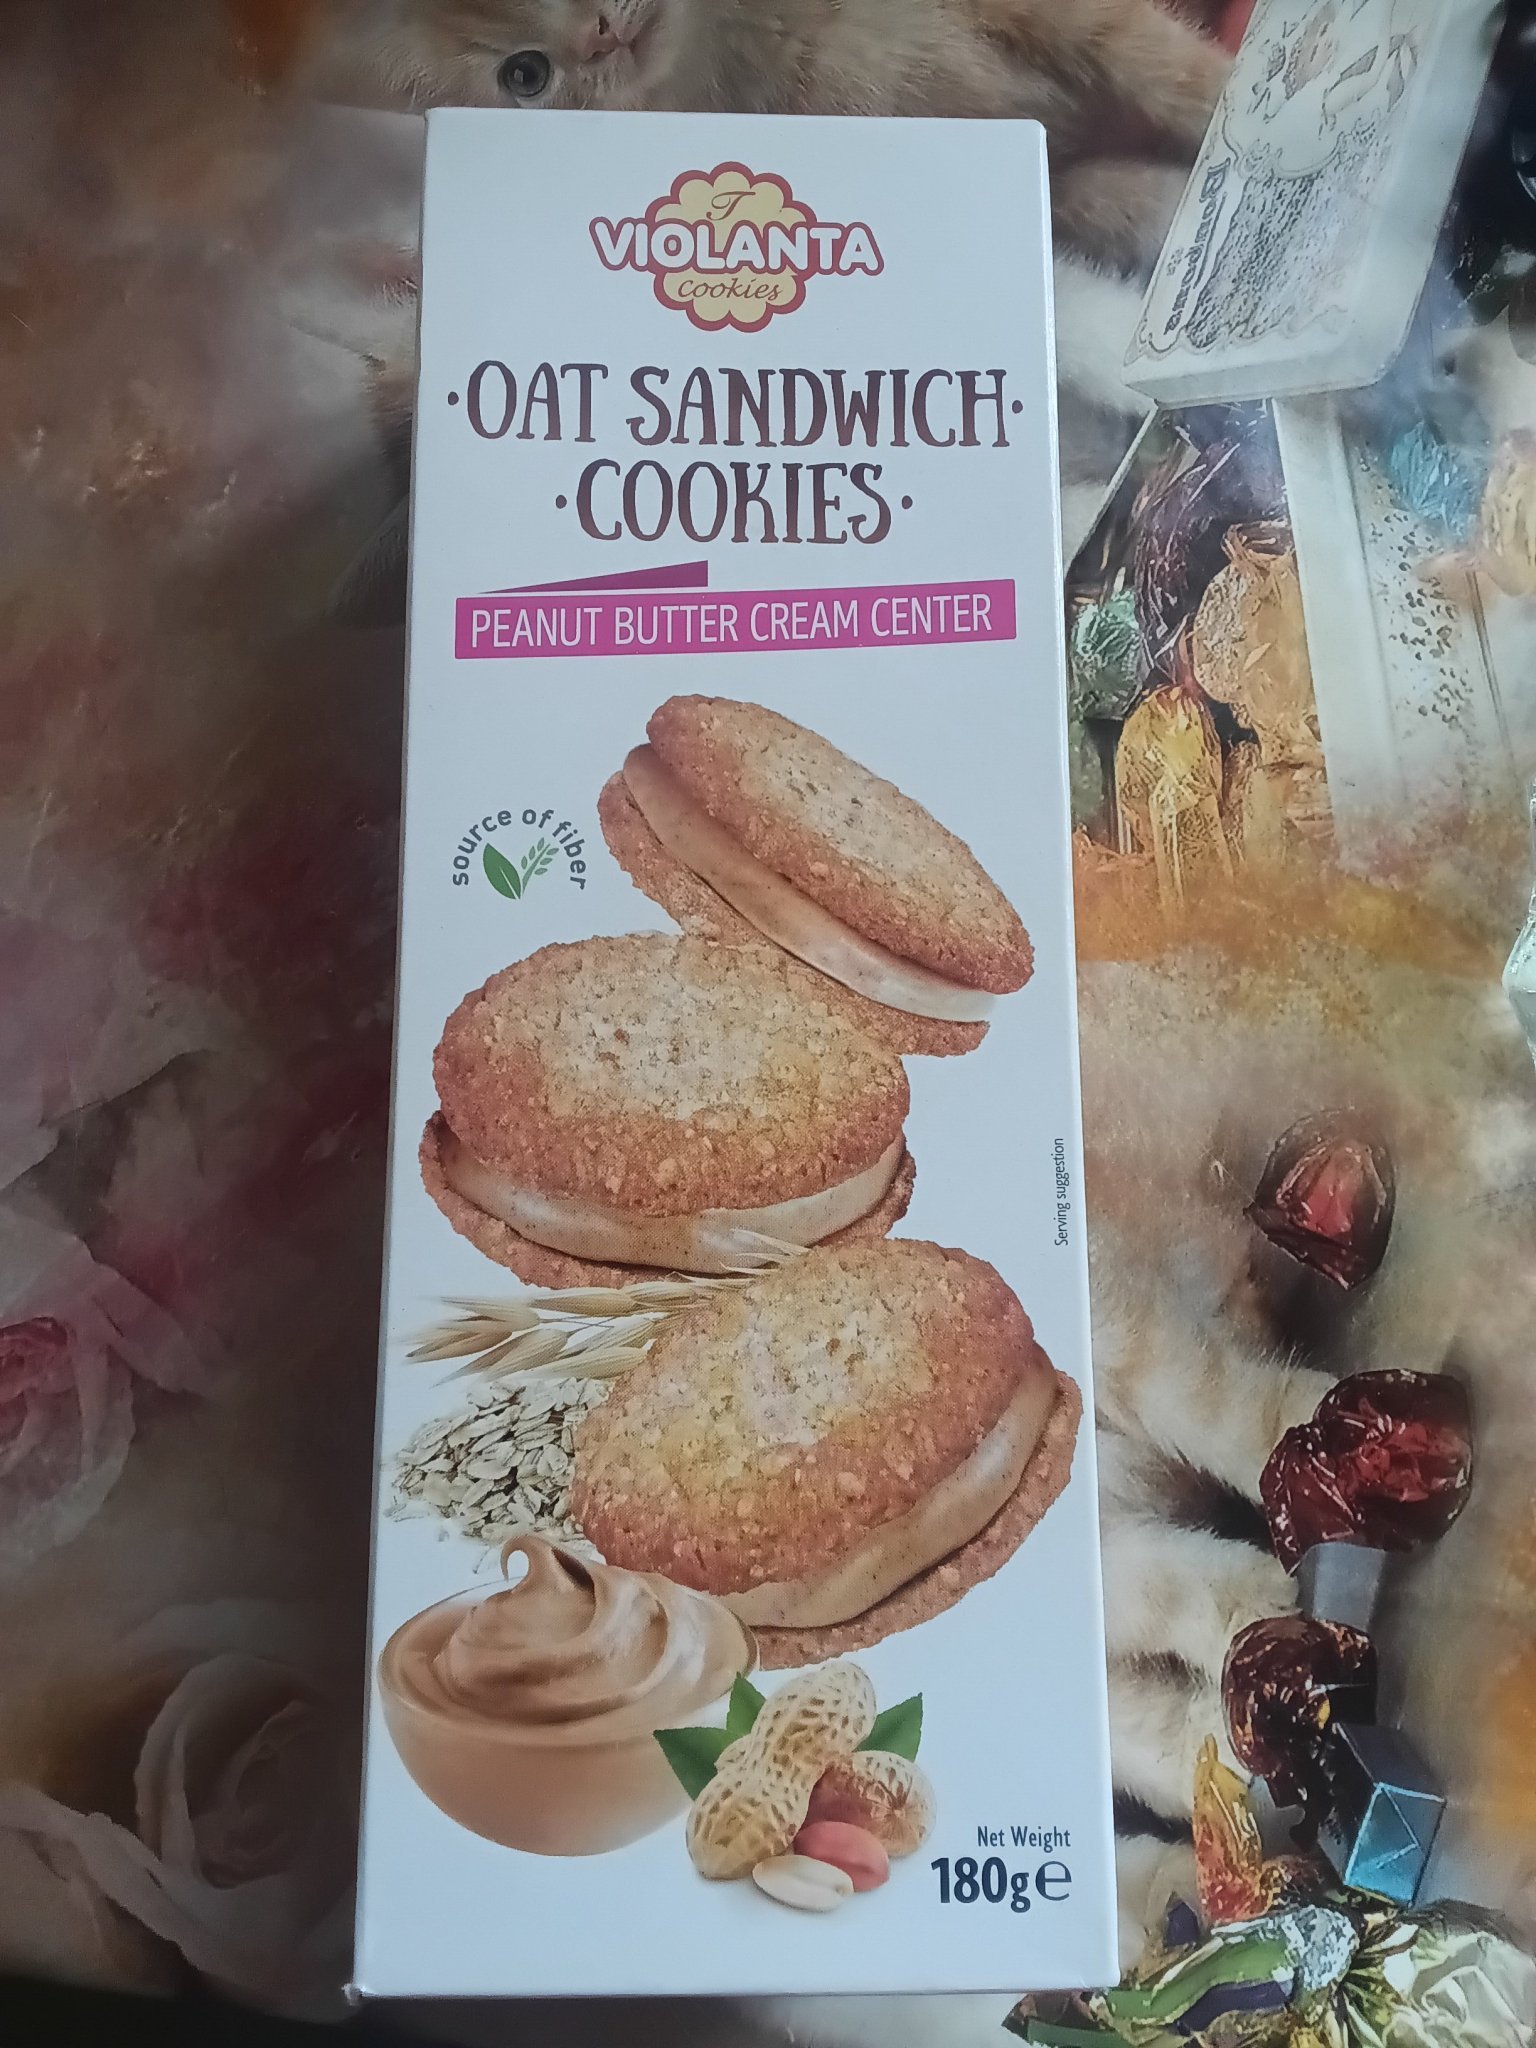 T
VIOLANTA
Cookies
·OAT SANDWICH·
·COOKIES·
PEANUT BUTTER CREAM CENTER
source of fiber
Serving suggestion
Net Weight
180g℮